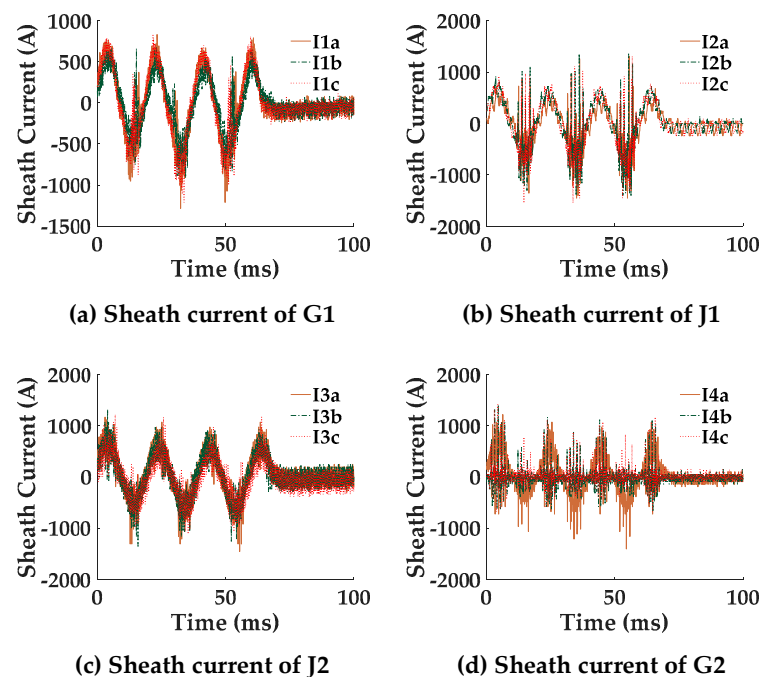 Sheath Current (A)
1000
500
0
-500
-1000
-1500
I1a
I1b
I1c
0
50
100
Time (ms)
(a) Sheath current of G1
Sheath Current (A)
2000
1000
0
-1000
-2000
I2a
I2b
I2c
0
50
100
Time (ms)
(b) Sheath current of J1
Sheath Current (A)
2000
1000
0
-1000
-2000
I3a
I3b
I3c
0
50
100
Time (ms)
(c) Sheath current of J2
Sheath Current (A)
2000
1000
0
-1000
-2000
I4a
I4b
I4c
0
50
100
Time (ms)
(d) Sheath current of G2